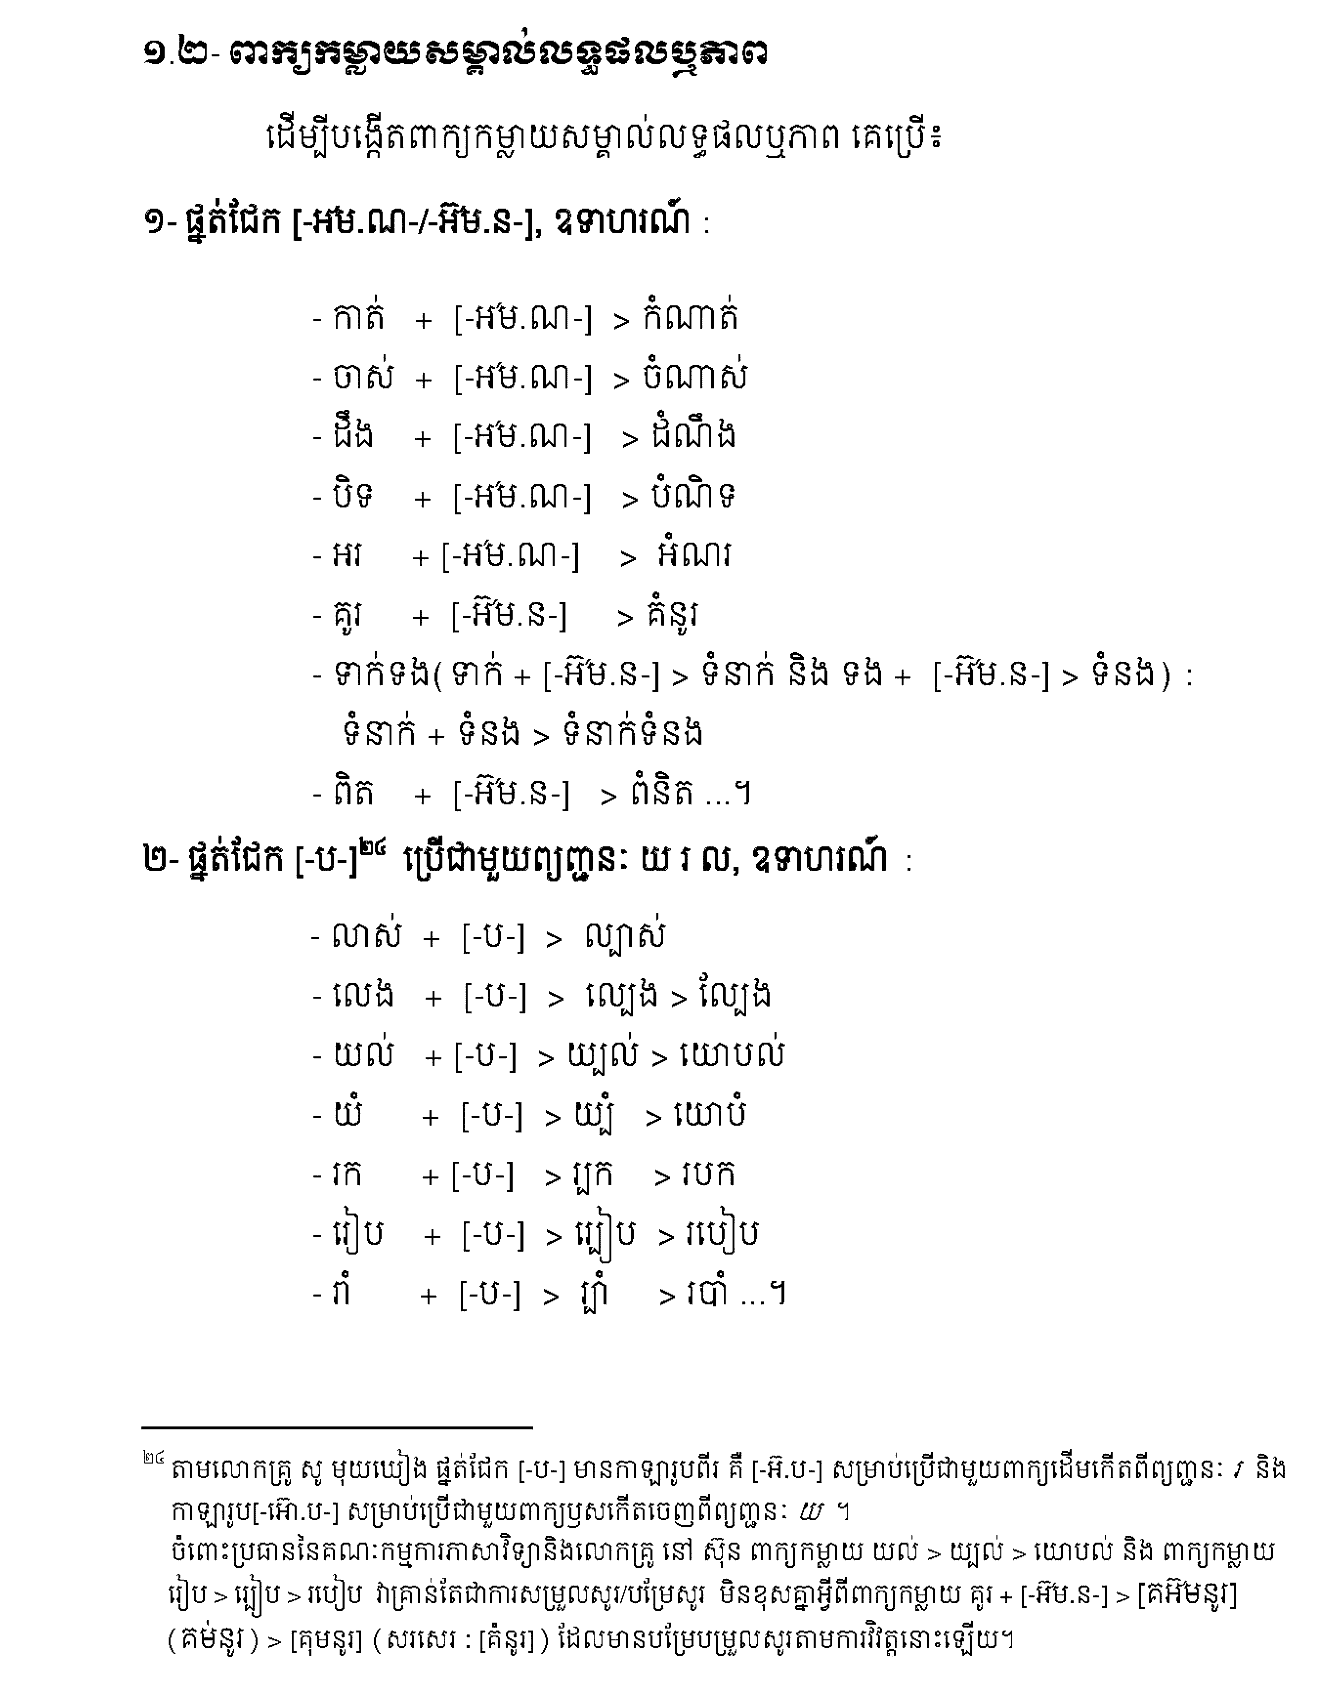 ១.២- ពាក្យកម្លាយសម្គាល់លទ្ធផលឬភាព
ដើម្បីបង្កើតពាក្យកម្លាយសម្គាល់លទ្ធផលឬភាព គេប្រើ៖
១- ផ្នត់ជែក [-អម៑.ណ-/-អ៊ម៑.ន-], ឧទាហរណ៍ :
- កាត់ + [-អម៑.ណ-] > កំណាត់
- ចាស់ + [-អម៑.ណ-] > ចំណាស់
- ដឹង + [-អម៑.ណ-] > ដំណឹង
- បិទ + [-អម៑.ណ-] > បំណិទ
- អរ + [-អម៑.ណ-] > អំណរ
- គូរ + [-អ៊ម៑.ន-] > គំនូរ
- ទាក់ទង( ទាក់ + [-អ៊ម៑.ន-] > ទំនាក់ និង ទង + [-អ៊ម៑.ន-] > ទំនង) :
ទំនាក់ + ទំនង > ទំនាក់ទំនង
- ពិត + [-អ៊ម៑.ន-] > ពំនិត ...។
២- ផ្នត់ជែក [-ប-]២៤ ប្រើជាមួយព្យញ្ជនៈ យ រ ល, ឧទាហរណ៍ :
- លាស់ + [-ប-] > ល្បាស់
- លេង + [-ប-] > ល្បេង > ល្បែង
- យល់ + [-ប-] > យ្បល់ > យោបល់
- យំ + [-ប-] > យ្បំ > យោបំ
- រក + [-ប-] > រ្បក > របក
- រៀប + [-ប-] > រ្បៀប > របៀប
- រាំ + [-ប-] > រ្បាំ > របាំ ...។
២៤ តាមលោកគ្រូ សូ មុយឃៀង ផ្នត់ជែក [-ប-] មានកាឡារូបពីរ គឺ [-អ៊.ប-] សម្រាប់ប្រើជាមួយពាក្យដើមកើតពីព្យញ្ជនៈ រ និង
កាឡារូប[-អ៊ោ.ប-] សម្រាប់ប្រើជាមួយពាក្យឫសកើតចេញពីព្យញ្ជនៈ យ ។
ចំពោះប្រធាននៃគណៈកម្មការភាសាវិទ្យានិងលោកគ្រូ នៅ ស៊ុន ពាក្យកម្លាយ យល់ > យ្បល់ > យោបល់ និង ពាក្យកម្លាយ
រៀប > រ្បៀប > របៀប វាគ្រាន់តែជាការសម្រួលសូរ/បម្រែសូរ មិនខុសគ្នាអ្វីពីពាក្យកម្លាយ គូរ + [-អ៊ម៑.ន-] > [គអ៊ម៑នូរ]
(គម់នូរ) > [គុមនូរ] (សរសេរ : [គំនូរ]) ដែលមានបម្រែបម្រួលសូរតាមការវិវត្តនោះឡើយ។